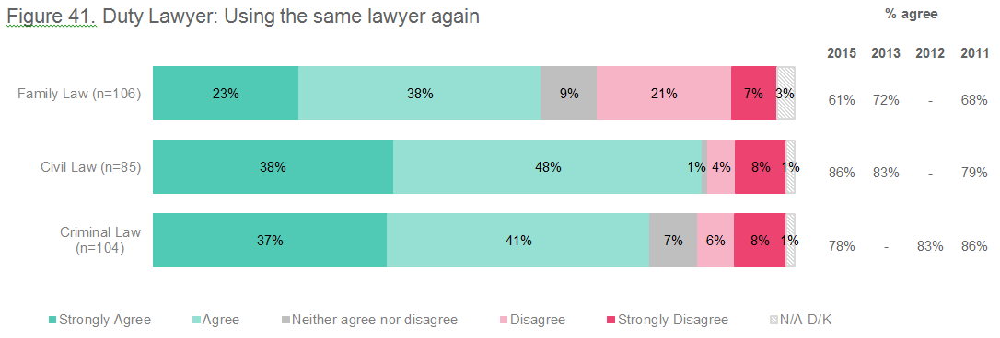 Figure 41. Duty Lawyer: Using the same lawyer again
% agree
2015 2013 2012 2011
Family Law (n=106) 23% 38% 9% 21% 7% 3% 61% 72% - 68%
Civil Law (n=85) 38% 48% 1% 4% 8% 1% 86% 83% - 79%
Criminal Law
(n=104) 37% 41% 7% 6% 8% 1% 78% - 83% 86%
Strongly Agree Agree Neither agree nor disagree Disagree Strongly Disagree N/A-D/K